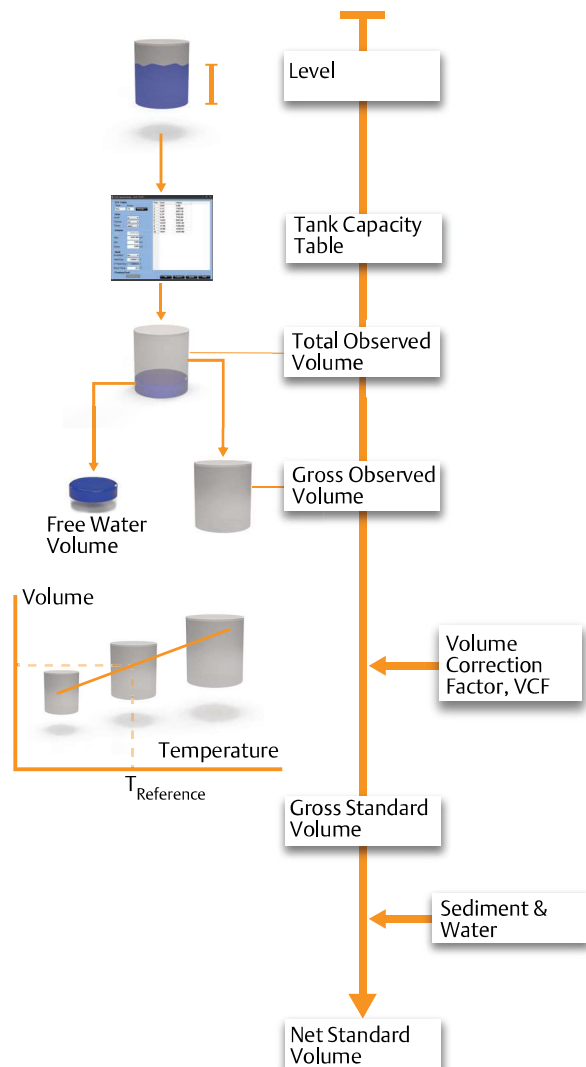 Level
Tank Capacity
Table
Total Observed
Volume
Gross Observed
Volume
Free Water
Volume
Volume
Temperature
T Reference
Volume
Correction
Factor, VCF
Gross Standard
Volume
Sediment &
Water
Net Standard
Volume